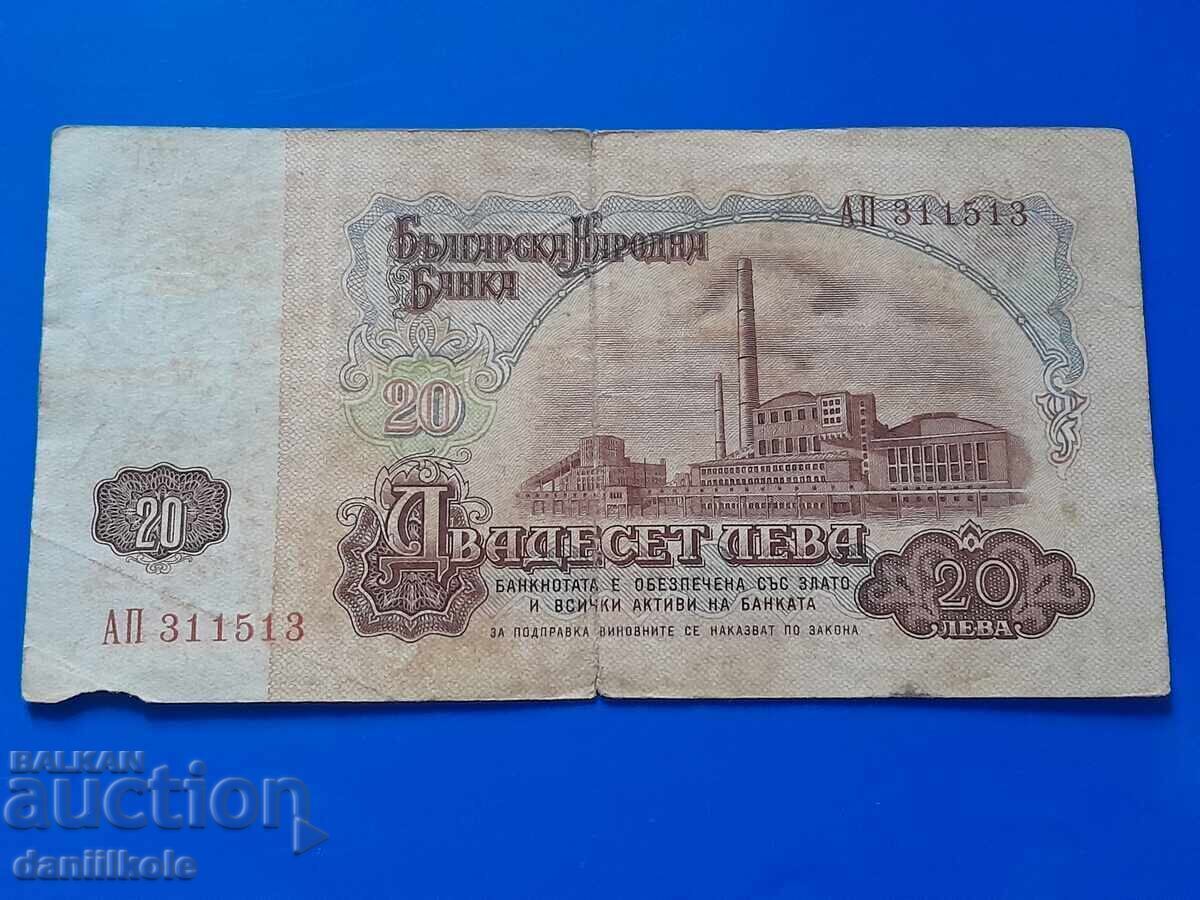 АП 311513
Българска Народна
Банка
20
Двадесет лева
БАНКНОТАТА Е ОБЕЗПЕЧЕНА СЪС ЗЛАТО
И ВСИЧКИ АКТИВИ НА БАНКАТА
ЗА ПОДПРАВКА ВИНОВНИТЕ СЕ НАКАЗВАТ ПО ЗАКОНА
20
АП 311513
20
ЛЕВА
BALKAN
auction
daniilkole